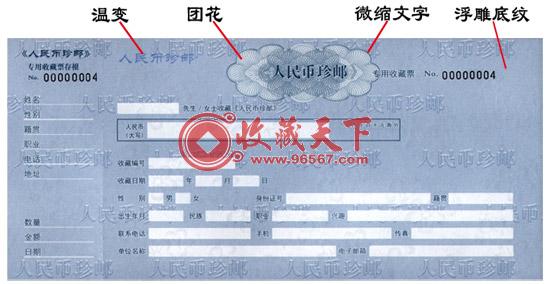 温变 团花 微缩文字 浮雕底纹
《人民币珍邮》 人民币珍邮 人民币珍邮 专用收藏票 No. 00000004
专用收藏票存根
No. 00000004
姓名 先生/女士收藏《人民币珍邮》
性别 人民币
籍贯 (大写)
职业
电话 收藏编号
地址 收藏日期 年 月 日
收藏天下
www.96567.com
性 别 男 女 身份证号 籍贯
出生年月 民族 职业 兴趣
数量 联系电话 手机 传真
金额 单位名称 电子邮箱
日期
人民币珍邮 人民币珍邮 人民币珍邮